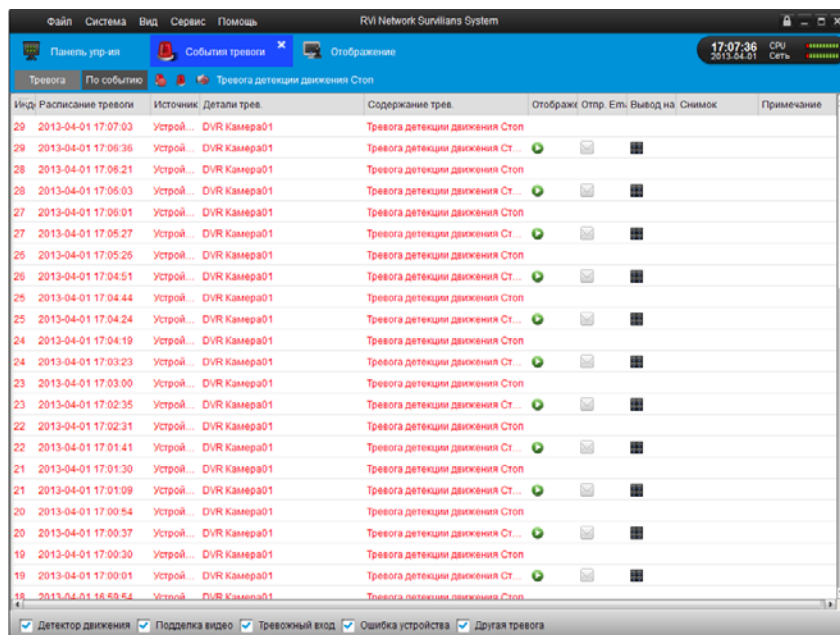 Файл Система Вид Сервис Помощь RVi Network Survilians System
Панель упр-ия События тревоги Отображение 17:07:36 CPU
2013-04-01 Сеть
Тревога По событию Тревога детекции движения Стоп
Инд Расписание тревоги Источник Детали трев. Содержание трев. Отображе Отпр. Ema Вывод на Снимок Примечание
29 2013-04-01 17:07:03 Устрой... DVR Камера01 Тревога детекции движения Стоп
29 2013-04-01 17:06:36 Устрой... DVR Камера01 Тревога детекции движения Ст...
28 2013-04-01 17:06:21 Устрой... DVR Камера01 Тревога детекции движения Стоп
28 2013-04-01 17:06:03 Устрой... DVR Камера01 Тревога детекции движения Ст...
27 2013-04-01 17:06:01 Устрой... DVR Камера01 Тревога детекции движения Стоп
27 2013-04-01 17:05:27 Устрой... DVR Камера01 Тревога детекции движения Ст...
26 2013-04-01 17:05:26 Устрой... DVR Камера01 Тревога детекции движения Стоп
26 2013-04-01 17:04:51 Устрой... DVR Камера01 Тревога детекции движения Ст...
25 2013-04-01 17:04:44 Устрой... DVR Камера01 Тревога детекции движения Стоп
25 2013-04-01 17:04:24 Устрой... DVR Камера01 Тревога детекции движения Ст...
24 2013-04-01 17:04:19 Устрой... DVR Камера01 Тревога детекции движения Стоп
24 2013-04-01 17:03:23 Устрой... DVR Камера01 Тревога детекции движения Ст...
23 2013-04-01 17:03:00 Устрой... DVR Камера01 Тревога детекции движения Стоп
23 2013-04-01 17:02:35 Устрой... DVR Камера01 Тревога детекции движения Ст...
22 2013-04-01 17:02:31 Устрой... DVR Камера01 Тревога детекции движения Стоп
22 2013-04-01 17:01:41 Устрой... DVR Камера01 Тревога детекции движения Ст...
21 2013-04-01 17:01:30 Устрой... DVR Камера01 Тревога детекции движения Стоп
21 2013-04-01 17:01:09 Устрой... DVR Камера01 Тревога детекции движения Ст...
20 2013-04-01 17:00:54 Устрой... DVR Камера01 Тревога детекции движения Стоп
20 2013-04-01 17:00:37 Устрой... DVR Камера01 Тревога детекции движения Ст...
19 2013-04-01 17:00:30 Устрой... DVR Камера01 Тревога детекции движения Стоп
19 2013-04-01 17:00:01 Устрой... DVR Камера01 Тревога детекции движения Ст...
18 2013-04-01 16:59:54 Устрой... DVR Камера01 Тревога детекции движения Стоп
Детектор движения Подделка видео Тревожный вход Ошибка устройства Другая тревога